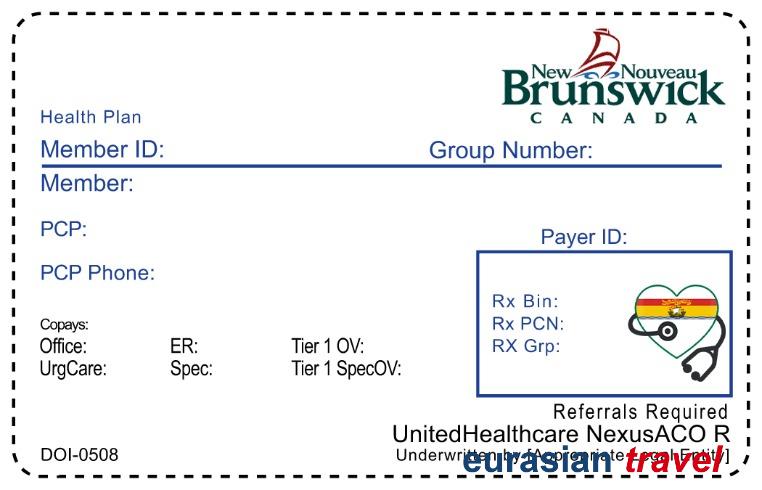 New Nouveau
Brunswick
CANADA
Health Plan
Member ID: Group Number:
Member:
PCP:
Payer ID:
PCP Phone:
Rx Bin:
Rx PCN:
RX Grp:
Copays:
Office: ER: Tier 1 OV:
UrgCare: Spec: Tier 1 SpecOV:
Referrals Required
UnitedHealthcare NexusACO R
DOI-0508 Underwritten by [Appropriate Legal Entity]
eurasian travel